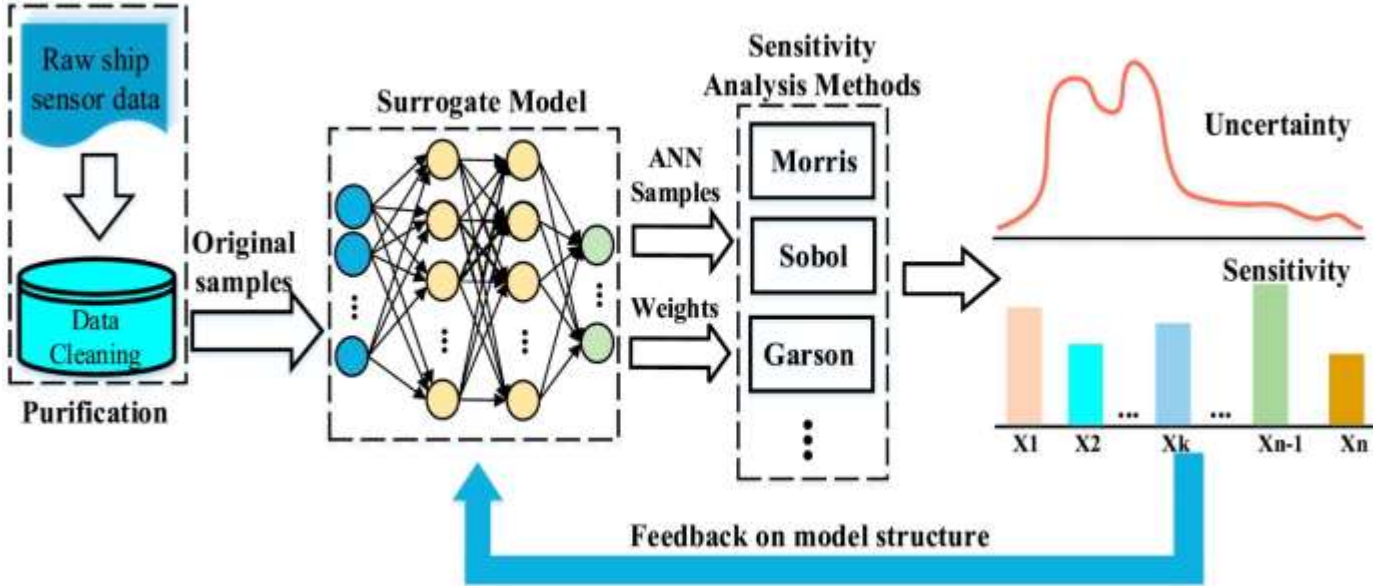 Raw ship
sensor data
Data
Cleaning
Purification
Original
samples
Surrogate Model
ANN
Samples
Weights
Sensitivity
Analysis Methods
Morris
Sobol
Garson
Uncertainty
Sensitivity
X1 X2 ... Xk ... Xn-1 Xn
Feedback on model structure